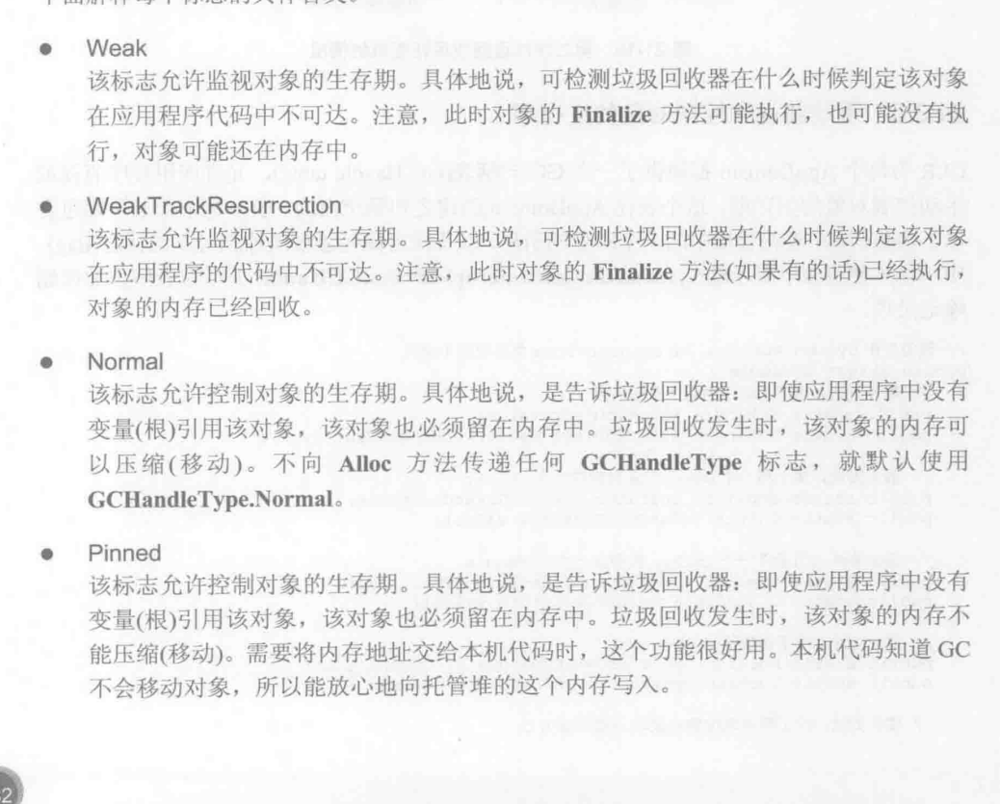 下面解释每个标志的具体含义。
● Weak
该标志允许监视对象的生存期。具体地说，可检测垃圾回收器在什么时候判定该对象
在应用程序代码中不可达。注意，此时对象的 Finalize 方法可能执行，也可能没有执
行，对象可能还在内存中。
● WeakTrackResurrection
该标志允许监视对象的生存期。具体地说，可检测垃圾回收器在什么时候判定该对象
在应用程序的代码中不可达。注意，此时对象的 Finalize 方法(如果有的话)已经执行，
对象的内存已经回收。
● Normal
该标志允许控制对象的生存期。具体地说，是告诉垃圾回收器：即使应用程序中没有
变量(根)引用该对象，该对象也必须留在内存中。垃圾回收发生时，该对象的内存可
以压缩(移动)。不向 Alloc 方法传递任何 GCHandleType 标志，就默认使用
GCHandleType.Normal。
● Pinned
该标志允许控制对象的生存期。具体地说，是告诉垃圾回收器：即使应用程序中没有
变量(根)引用该对象，该对象也必须留在内存中。垃圾回收发生时，该对象的内存不
能压缩(移动)。需要将内存地址交给本机代码时，这个功能很好用。本机代码知道 GC
不会移动对象，所以能放心地向托管堆的这个内存写入。